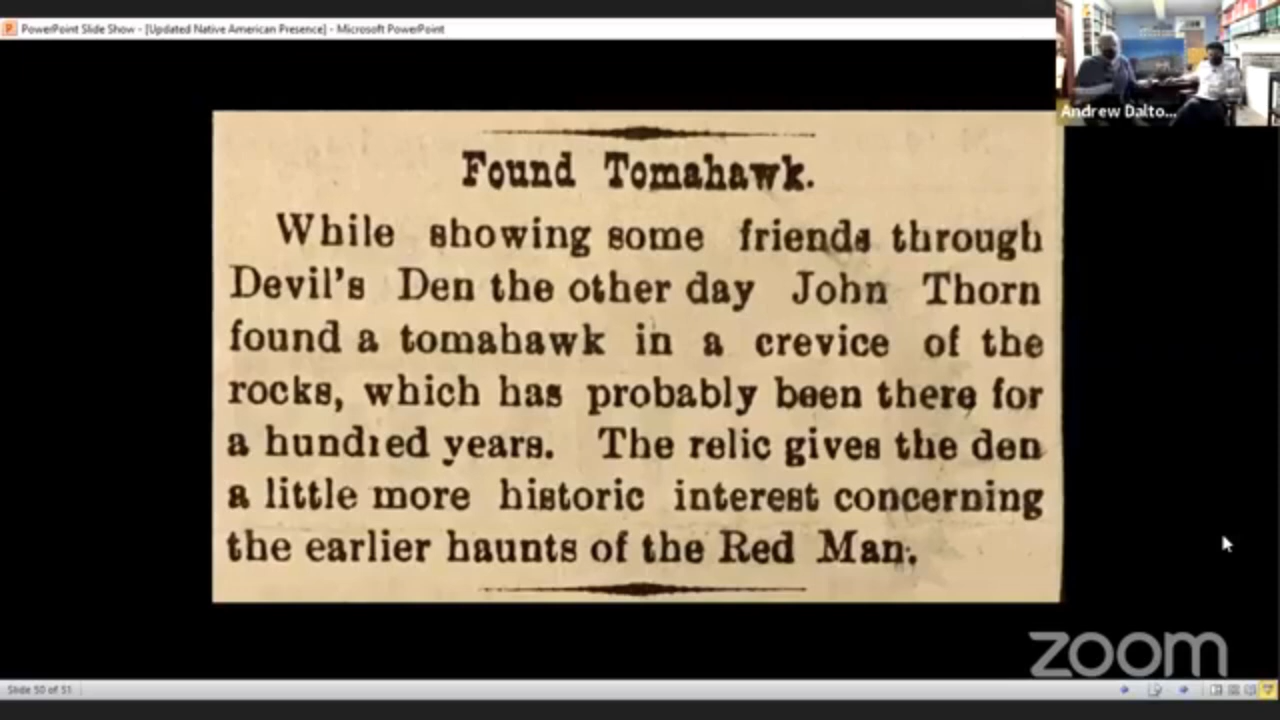 PowerPoint Slide Show - [Updated Native American Presence] - Microsoft PowerPoint
Andrew Dalto...
Found Tomahawk.
While showing some friends through
Devil's Den the other day John Thorn
found a tomahawk in a crevice of the
rocks, which has probably been there for
a hundred years. The relic gives the den
a little more historic interest concerning
the earlier haunts of the Red Man.
zoom
Slide 50 of 51